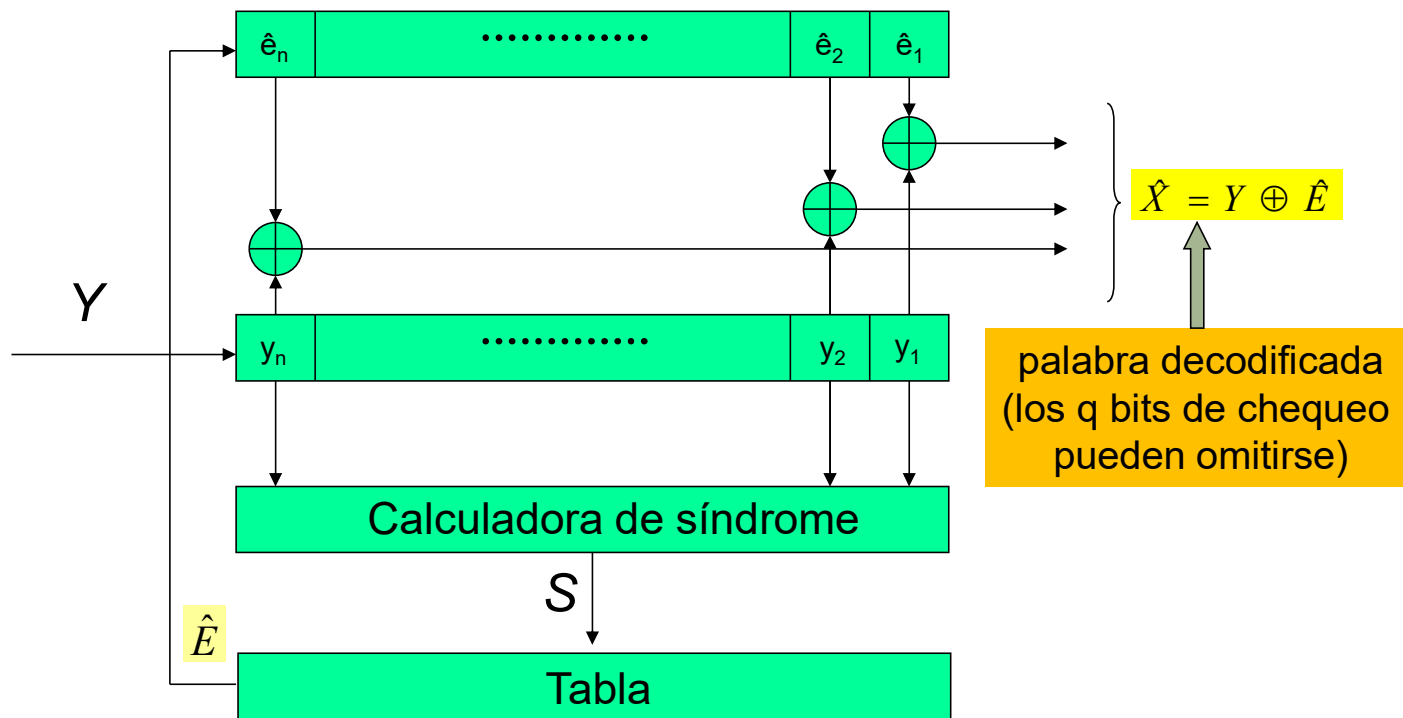 ên ............. ê2 ê1
X̂ = Y ⊕ Ê
Y
yn ............. y2 y1
palabra decodificada
(los q bits de chequeo
pueden omitirse)
Calculadora de síndrome
S
Ê
Tabla